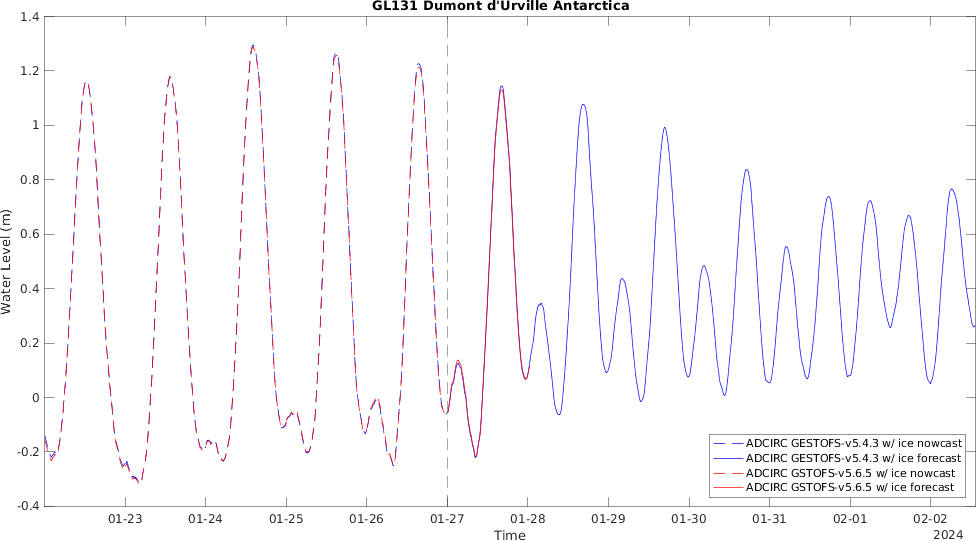 GL131 Dumont d'Urville Antarctica
1.4
1.2
1
0.8
0.6
0.4
0.2
0
-0.2
-0.4
Water Level (m)
ADCIRC GESTOFS-v5.4.3 w/ ice nowcast
ADCIRC GESTOFS-v5.4.3 w/ ice forecast
ADCIRC GSTOFS-v5.6.5 w/ ice nowcast
ADCIRC GSTOFS-v5.6.5 w/ ice forecast
01-23 01-24 01-25 01-26 01-27 01-28 01-29 01-30 01-31 02-01 02-02
Time 2024